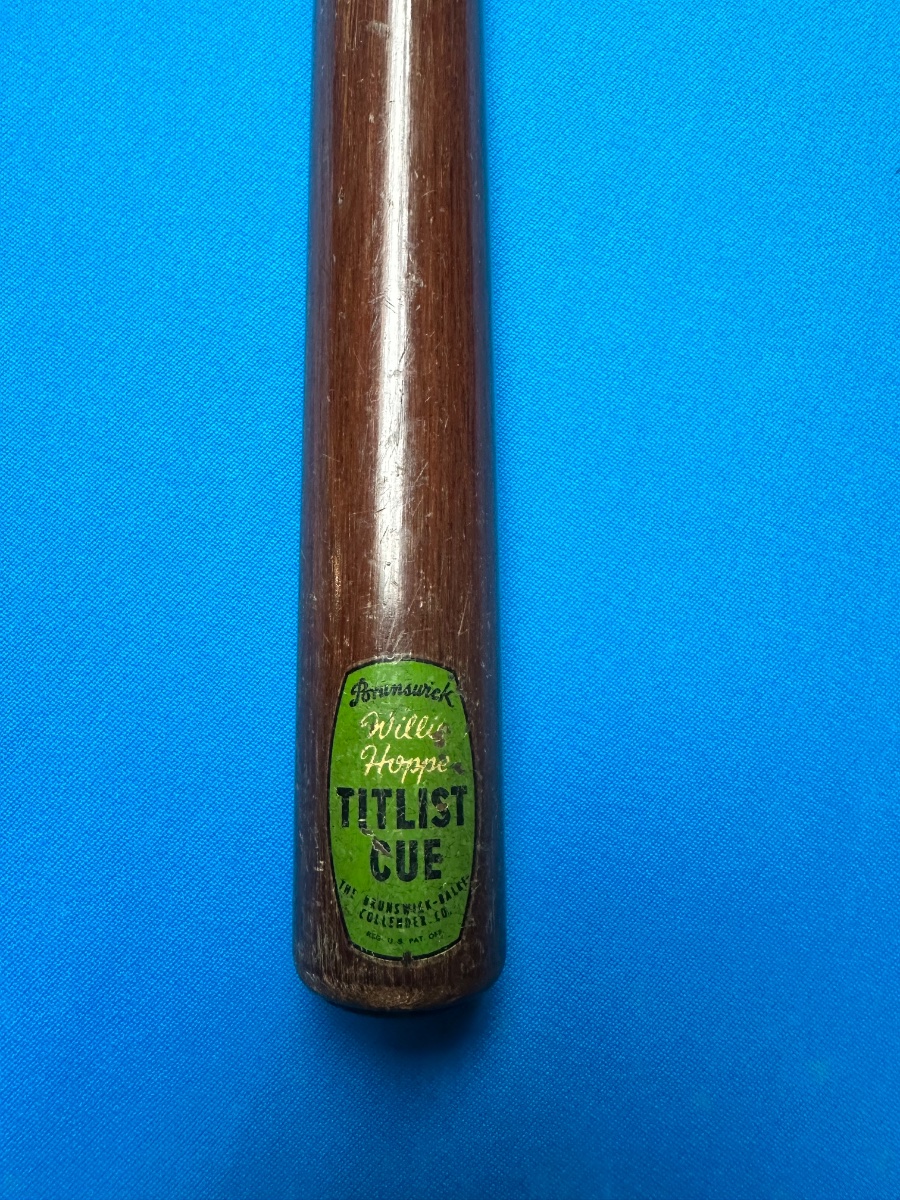 Brunswick
Willie
Hoppe
TITLIST
CUE
THE BRUNSWICK-BALKE-
COLLENDER-CO.
REG. U S PAT. OFF.